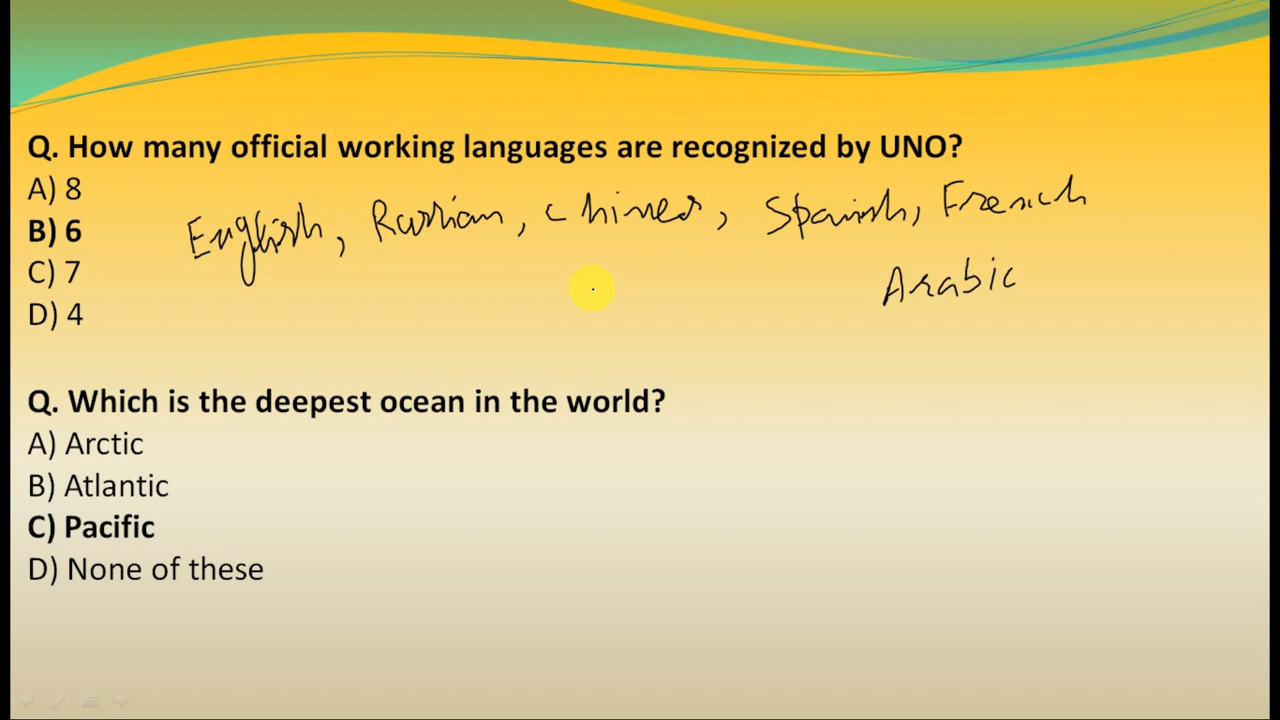 Q. How many official working languages are recognized by UNO?
A) 8
B) 6
C) 7
D) 4
English, Russian, Chines, Spanish, French
Arabic
Q. Which is the deepest ocean in the world?
A) Arctic
B) Atlantic
C) Pacific
D) None of these